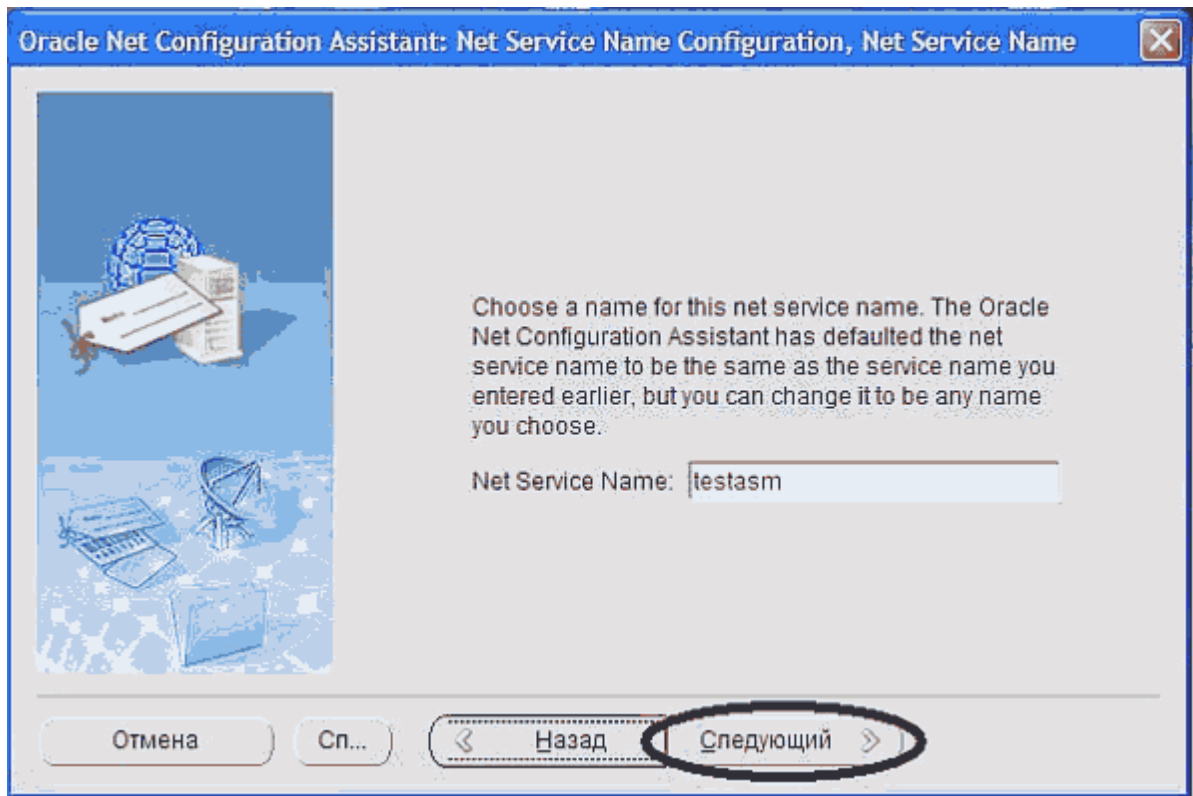 Oracle Net Configuration Assistant: Net Service Name Configuration, Net Service Name
Choose a name for this net service name. The Oracle
Net Configuration Assistant has defaulted the net
service name to be the same as the service name you
entered earlier, but you can change it to be any name
you choose.
Net Service Name: testasm
Отмена Сп... Назад Следующий